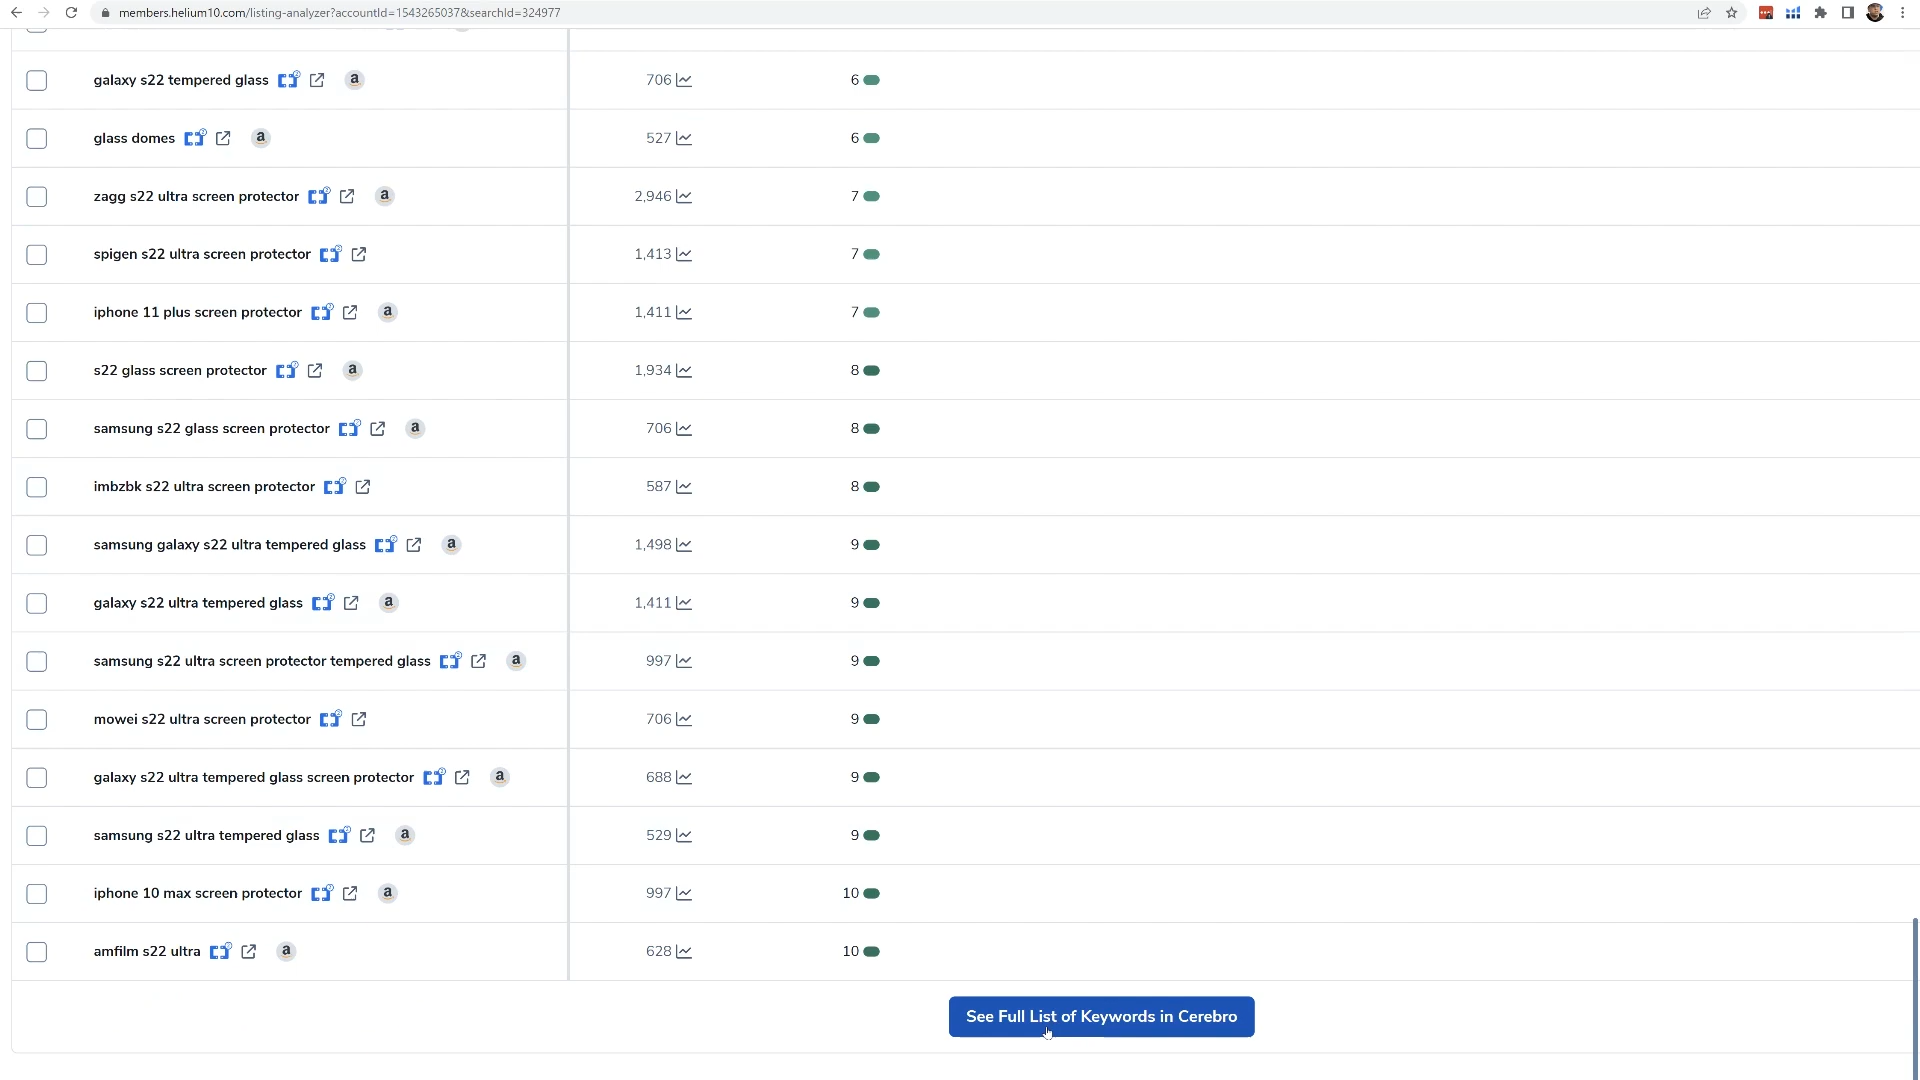 members.helium10.com/listing-analyzer?accountId=1543265037&searchId=324977
galaxy s22 tempered glass a 706 6
glass domes a 527 6
zagg s22 ultra screen protector a 2,946 7
spigen s22 ultra screen protector 1,413 7
iphone 11 plus screen protector a 1,411 7
s22 glass screen protector a 1,934 8
samsung s22 glass screen protector a 706 8
imbzbk s22 ultra screen protector 587 8
samsung galaxy s22 ultra tempered glass a 1,498 9
galaxy s22 ultra tempered glass a 1,411 9
samsung s22 ultra screen protector tempered glass a 997 9
mowei s22 ultra screen protector 706 9
galaxy s22 ultra tempered glass screen protector a 688 9
samsung s22 ultra tempered glass a 529 9
iphone 10 max screen protector a 997 10
amfilm s22 ultra a 628 10
See Full List of Keywords in Cerebro